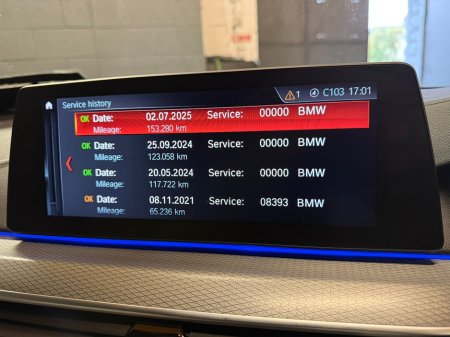 Service history
1 C103 17:01
OK Date: 02.07.2025 Service: 00000 BMW
Mileage: 153.280 km
OK Date: 25.09.2024 Service: 00000 BMW
Mileage: 123.058 km
OK Date: 20.05.2024 Service: 00000 BMW
Mileage: 117.722 km
OK Date: 08.11.2021 Service: 08393 BMW
Mileage: 65.236 km